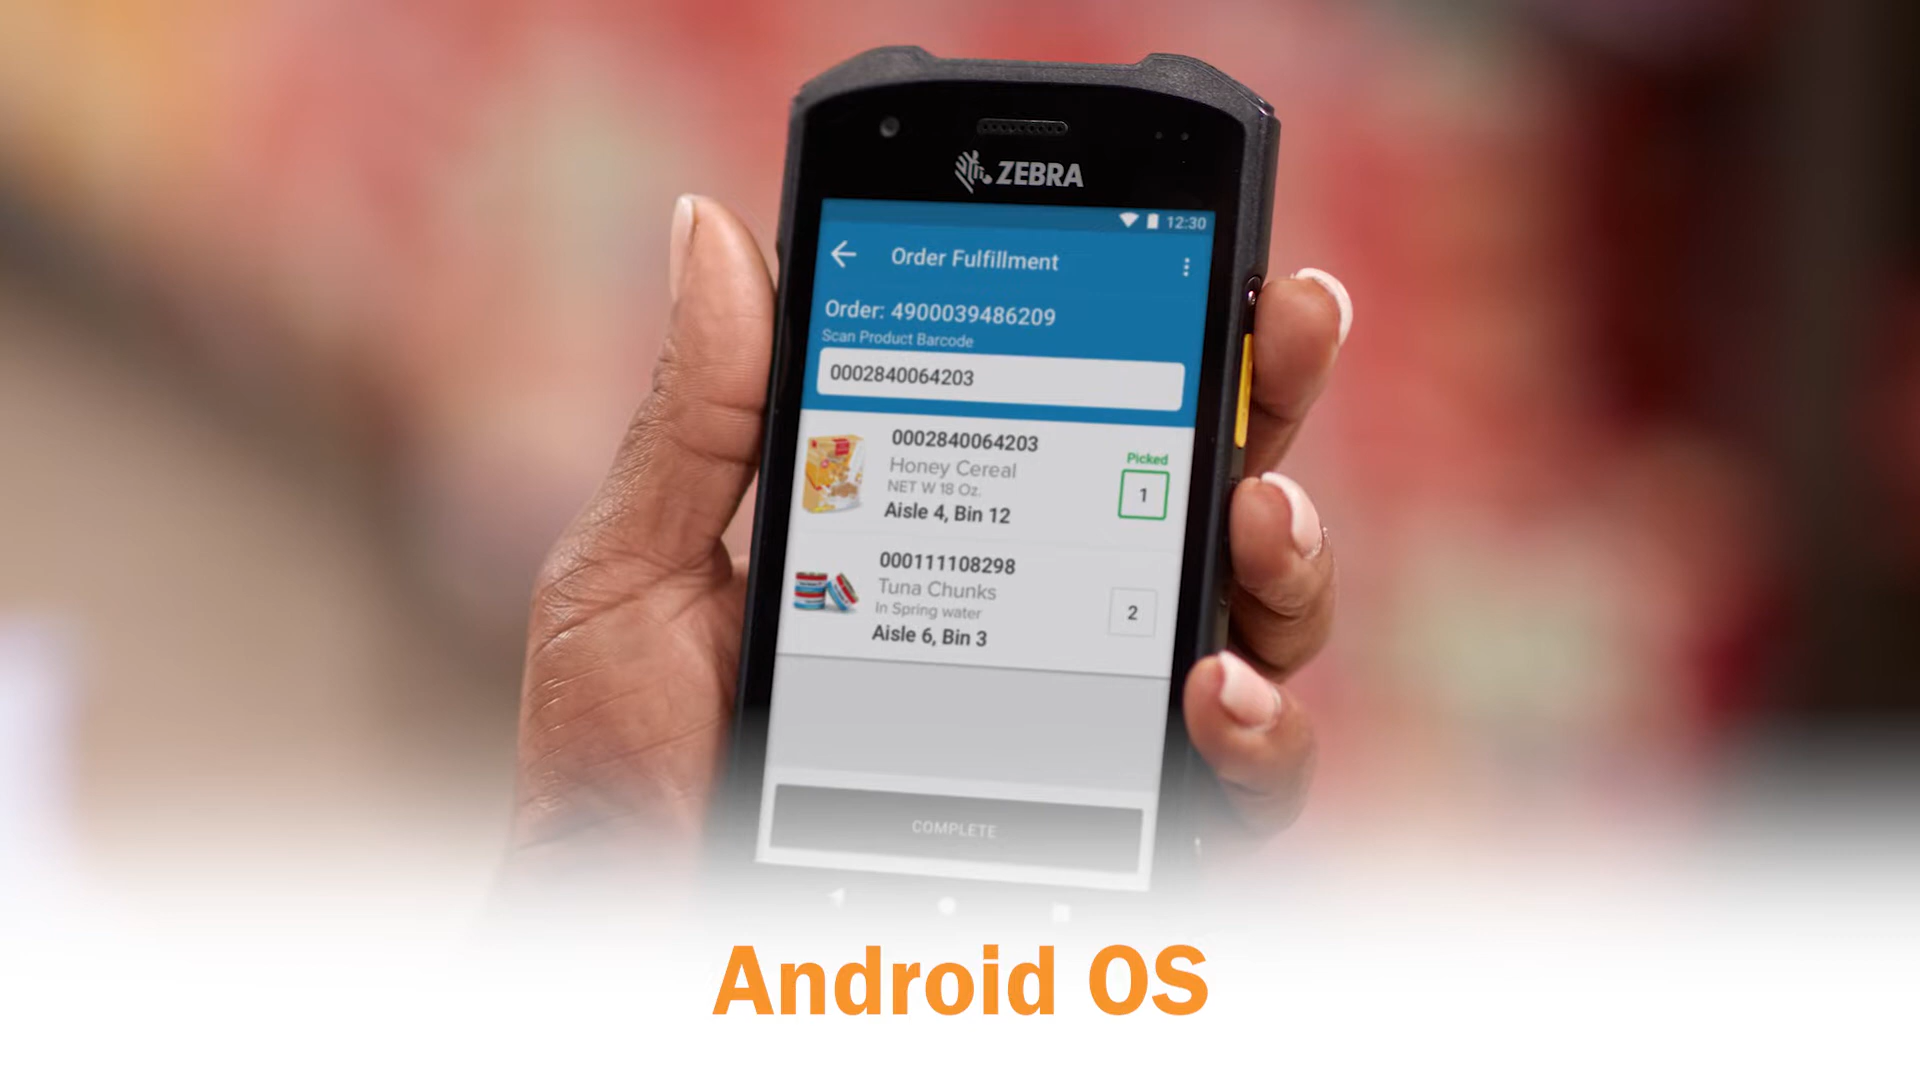 ZEBRA
12:30
Order Fulfillment
Order: 4900039486209
Scan Product Barcode
0002840064203
0002840064203
Honey Cereal
NET W 18 Oz.
Aisle 4, Bin 12
Picked
1
000111108298
Tuna Chunks
In Spring water
Aisle 6, Bin 3
2
COMPLETE
Android OS